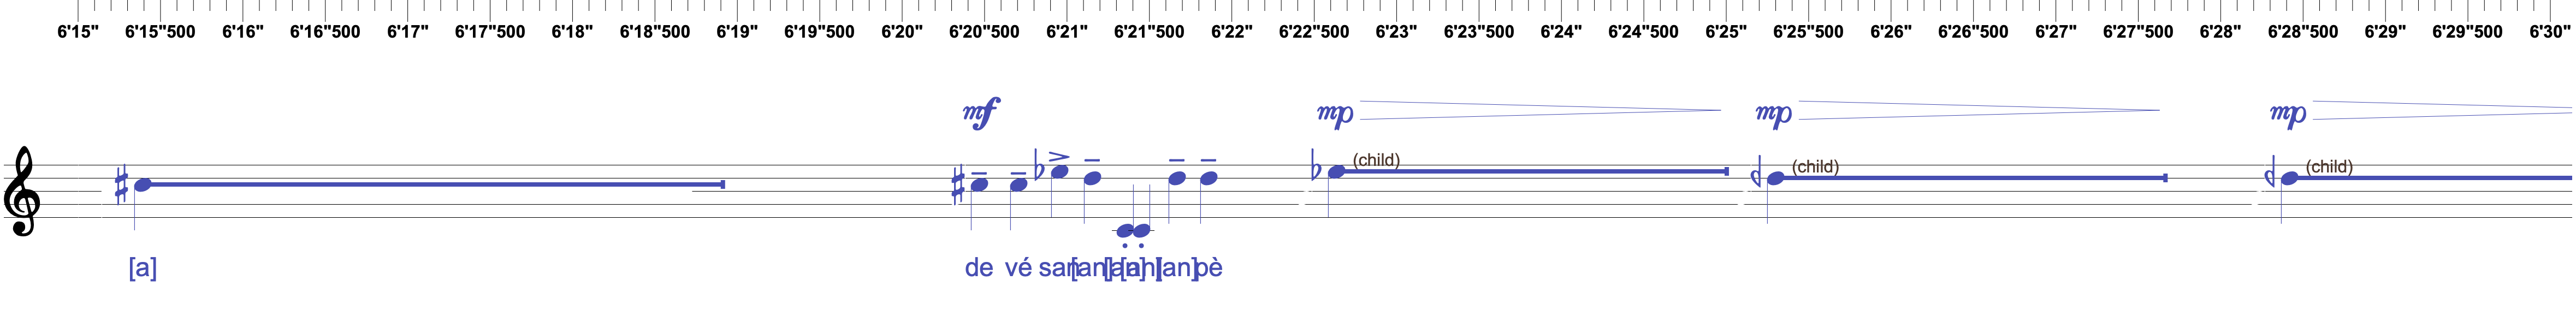 6'15" 6'15"500 6'16" 6'16"500 6'17" 6'17"500 6'18" 6'18"500 6'19" 6'19"500 6'20" 6'20"500 6'21" 6'21"500 6'22" 6'22"500 6'23" 6'23"500 6'24" 6'24"500 6'25" 6'25"500 6'26" 6'26"500 6'27" 6'27"500 6'28" 6'28"500 6'29" 6'29"500 6'30"
mf mp mp mp
(child) (child) (child)
[a] de vé san [an] pè